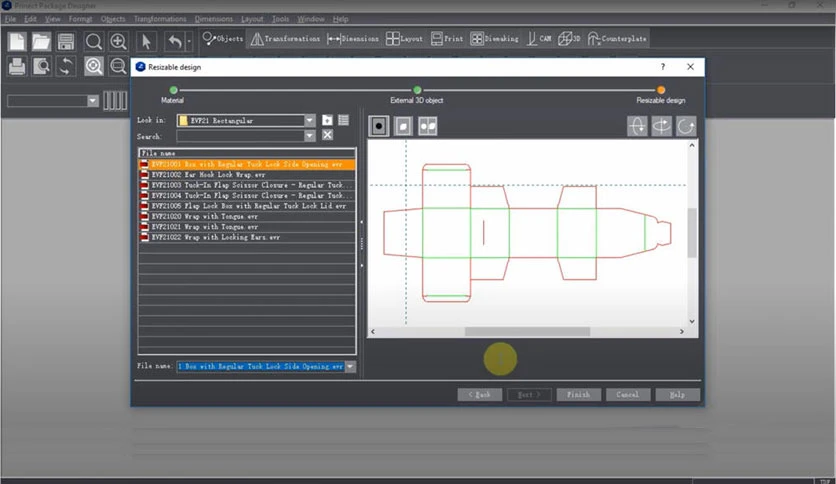 Prinect Package Designer
File Edit View Format Objects Transformations Dimensions Layout Tools Window Help
Objects Transformations Dimensions Layout Print Diemaking CAM 3D Counterplate
Resizable design ?
Material External 3D object Resizable design
Look in: EVP21 Rectangular
Search:
File name
EVP21001 Box with Regular Tuck Lock Side Opening.evr
EVP21002 Ear Hook Lock Wrap.evr
EVP21003 Tuck-In Flap Scissor Closure - Regular Tuck...
EVP21004 Tuck-In Flap Scissor Closure - Regular Tuck...
EVP21005 Flap Lock Box with Regular Tuck Lock Lid.evr
EVP21020 Wrap with Tongue.evr
EVP21021 Wrap with Tongue.evr
EVP21022 Wrap with Locking Ears.evr
File name: 1 Box with Regular Tuck Lock Side Opening.evr
< Back Next > Finish Cancel Help